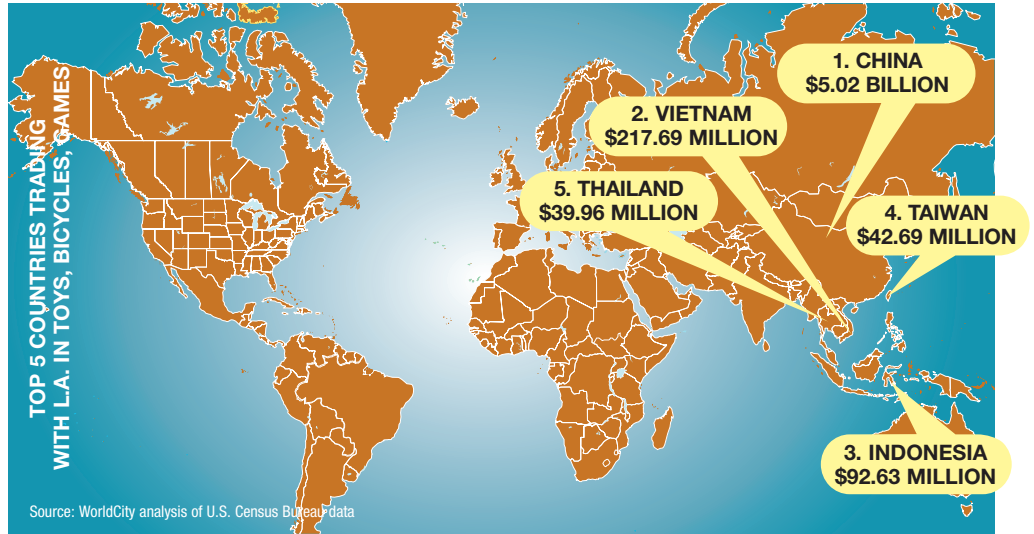 TOP 5 COUNTRIES TRADING
WITH L.A. IN TOYS, BICYCLES, GAMES
1. CHINA
$5.02 BILLION
2. VIETNAM
$217.69 MILLION
5. THAILAND
$39.96 MILLION
4. TAIWAN
$42.69 MILLION
3. INDONESIA
$92.63 MILLION
Source: WorldCity analysis of U.S. Census Bureau data